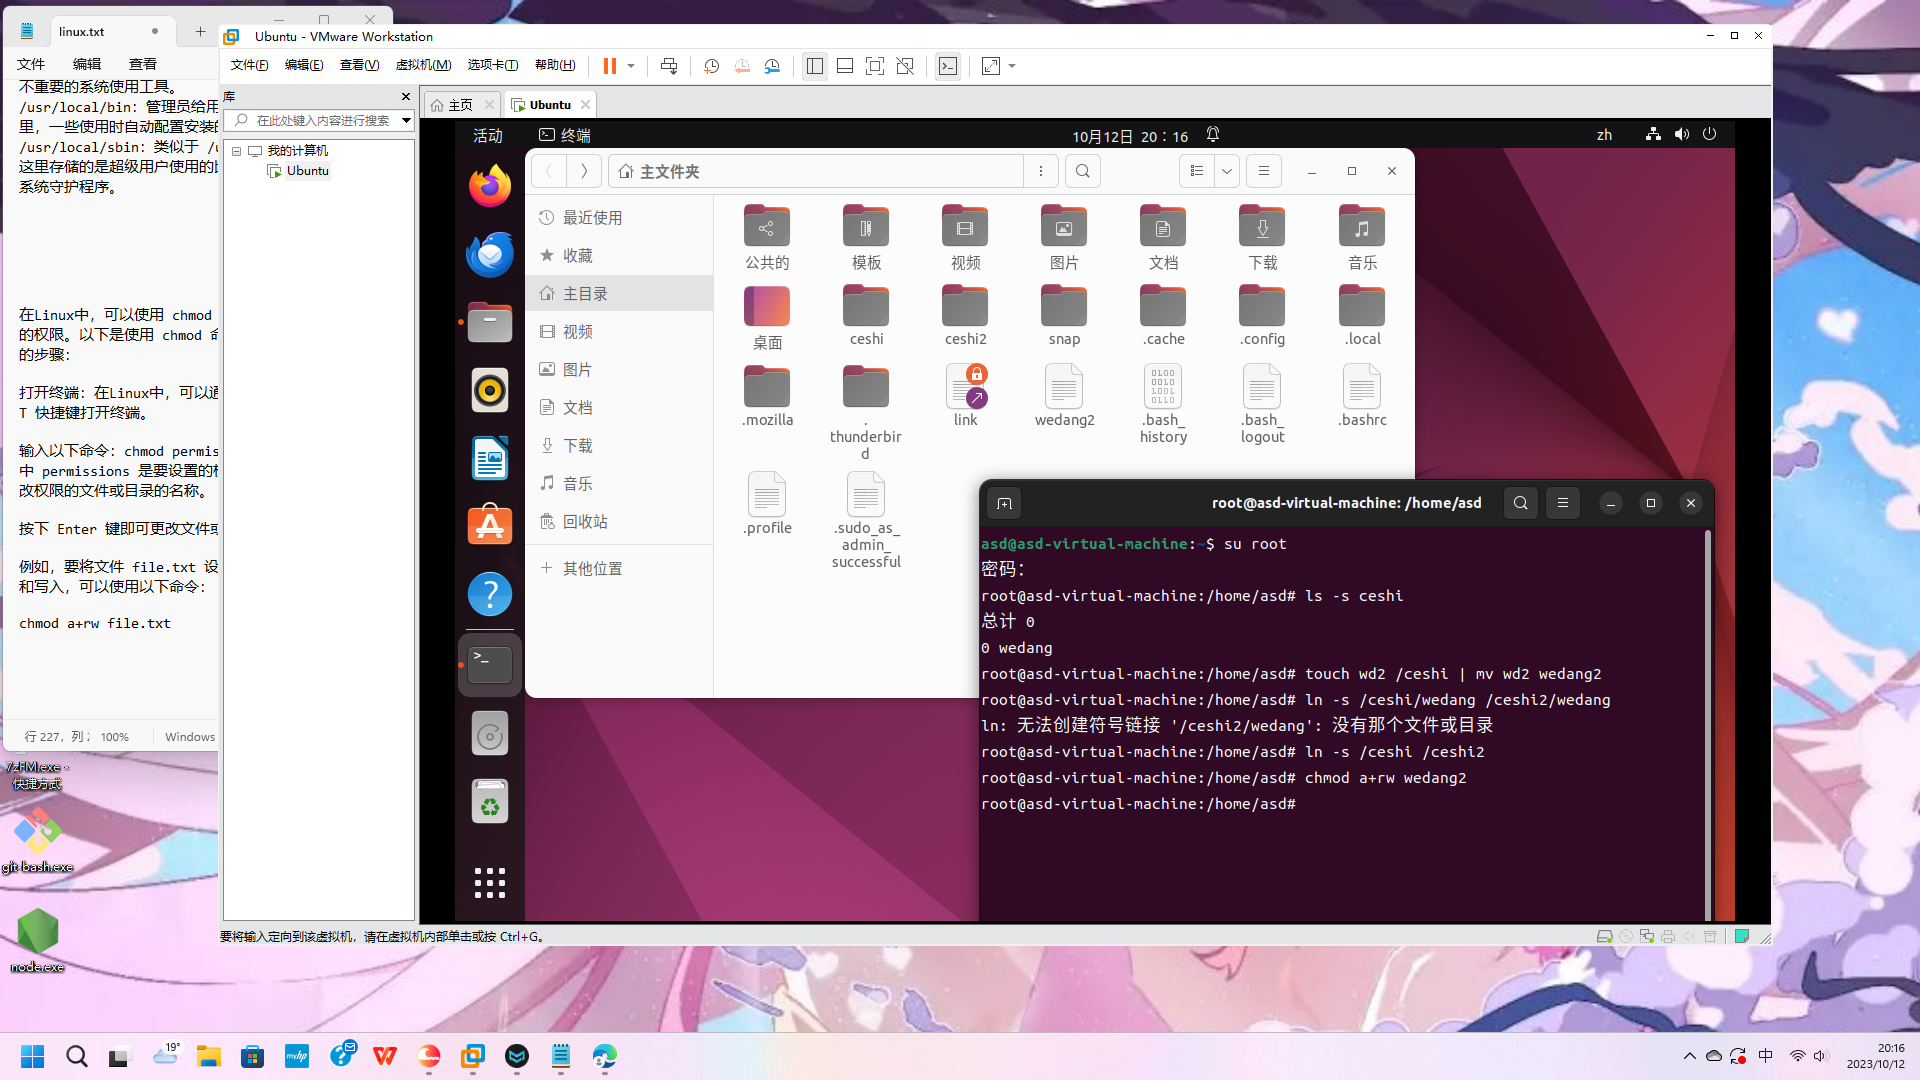 linux.txt
文件 编辑 查看
不重要的系统使用工具。
/usr/local/bin: 管理员给用
里，一些使用时自动配置安装的
/usr/local/sbin: 类似于 /u
这里存储的是超级用户使用的
系统守护程序。
在Linux中，可以使用 chmod
的权限。以下是使用 chmod 命
的步骤：
打开终端：在Linux中，可以通
T 快捷键打开终端。
输入以下命令：chmod permis
中 permissions 是要设置的权
改权限的文件或目录的名称。
按下 Enter 键即可更改文件或
例如，要将文件 file.txt 设
和写入，可以使用以下命令：
chmod a+rw file.txt
行 227，列 100% Windows
7zFM.exe -
快捷方式
git-bash.exe
node.exe
Ubuntu - VMware Workstation
文件(F) 编辑(E) 查看(V) 虚拟机(M) 选项卡(T) 帮助(H)
库
在此处键入内容进行搜索
我的计算机
Ubuntu
主页 Ubuntu
活动 终端 10月12日 20：16 zh
主文件夹
最近使用
收藏
主目录
视频
图片
文档
下载
音乐
回收站
其他位置
公共的 模板 视频 图片 文档 下载 音乐
桌面 ceshi ceshi2 snap .cache .config .local
.mozilla .thunderbird link wedang2 .bash_history .bash_logout .bashrc
.profile .sudo_as_admin_successful
root@asd-virtual-machine: /home/asd
asd@asd-virtual-machine:~$ su root
密码：
root@asd-virtual-machine:/home/asd# ls -s ceshi
总计 0
0 wedang
root@asd-virtual-machine:/home/asd# touch wd2 /ceshi | mv wd2 wedang2
root@asd-virtual-machine:/home/asd# ln -s /ceshi/wedang /ceshi2/wedang
ln: 无法创建符号链接 '/ceshi2/wedang': 没有那个文件或目录
root@asd-virtual-machine:/home/asd# ln -s /ceshi /ceshi2
root@asd-virtual-machine:/home/asd# chmod a+rw wedang2
root@asd-virtual-machine:/home/asd#
要将输入定向到该虚拟机，请在虚拟机内部单击或按 Ctrl+G。
19°
myhp
中
20:16
2023/10/12